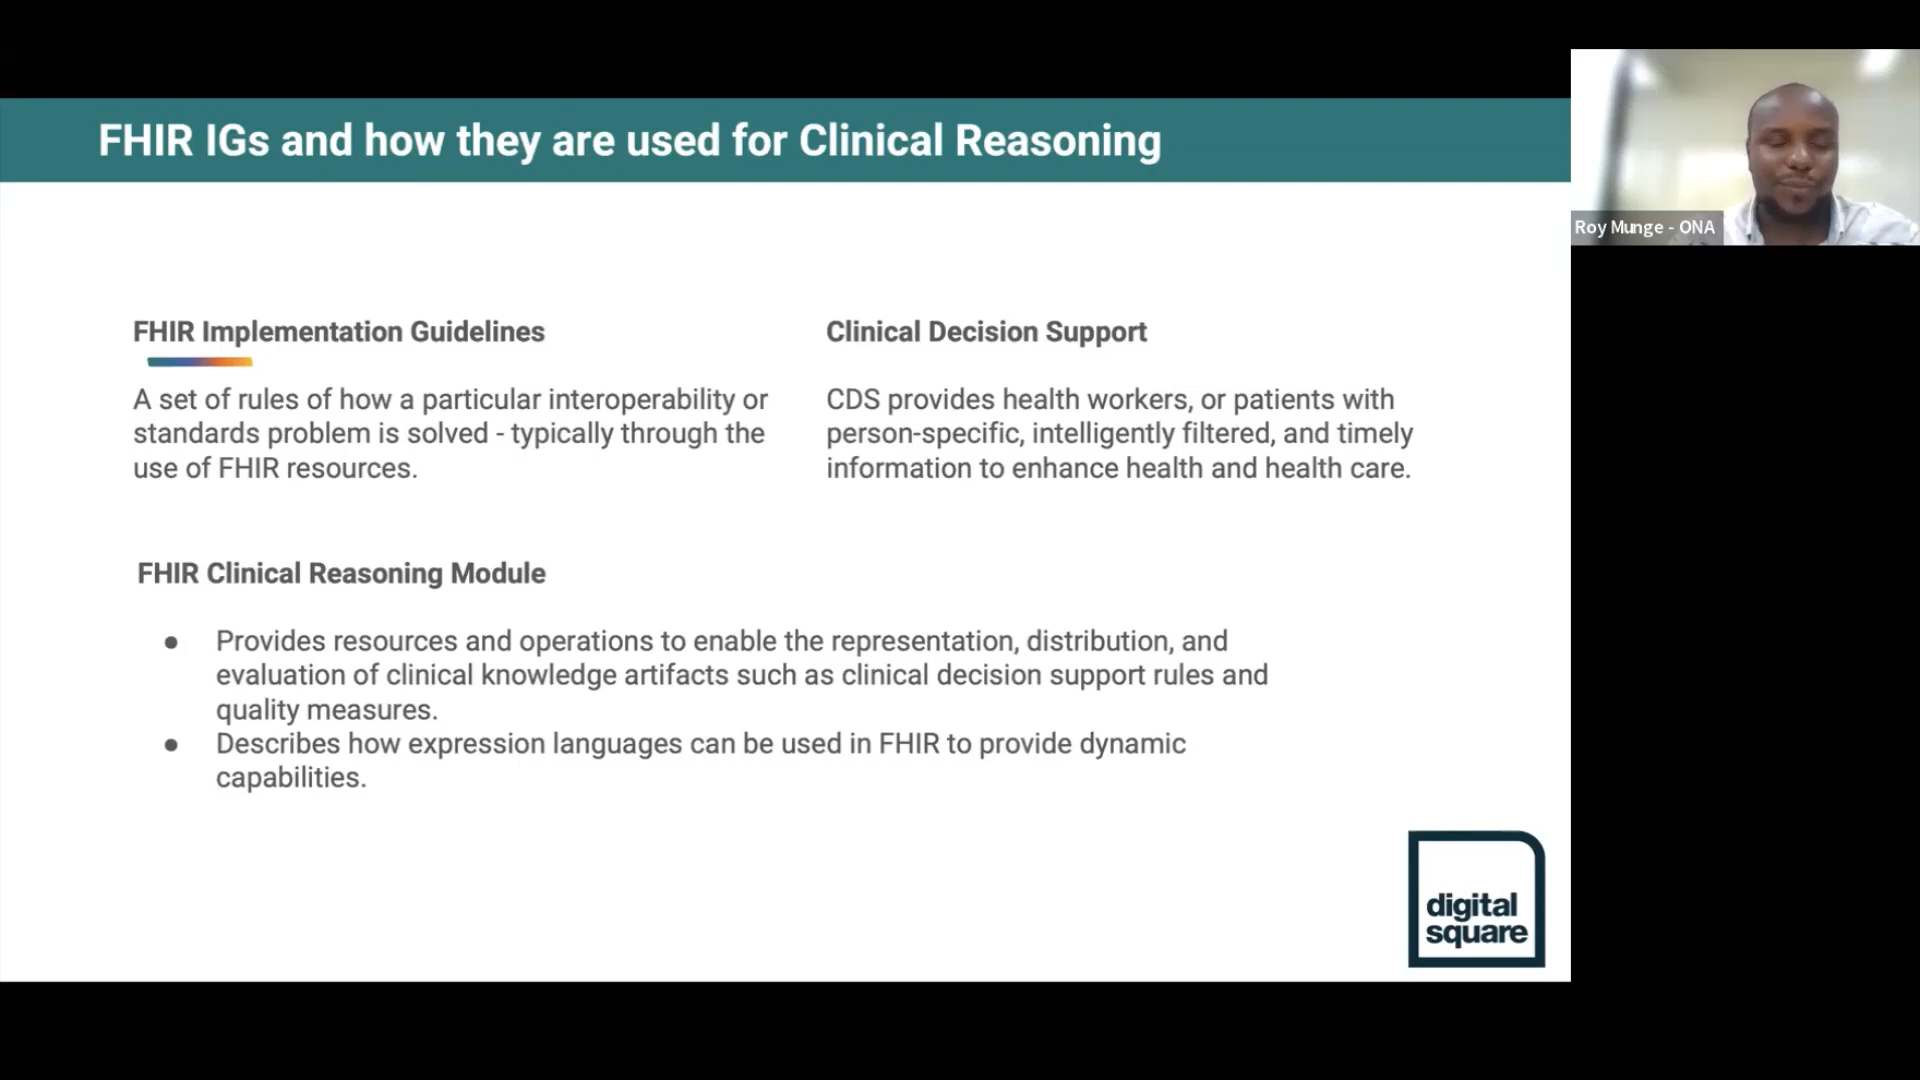 FHIR IGs and how they are used for Clinical Reasoning
Roy Munge - ONA
FHIR Implementation Guidelines
A set of rules of how a particular interoperability or
standards problem is solved - typically through the
use of FHIR resources.
Clinical Decision Support
CDS provides health workers, or patients with
person-specific, intelligently filtered, and timely
information to enhance health and health care.
FHIR Clinical Reasoning Module
● Provides resources and operations to enable the representation, distribution, and
evaluation of clinical knowledge artifacts such as clinical decision support rules and
quality measures.
● Describes how expression languages can be used in FHIR to provide dynamic
capabilities.
digital
square